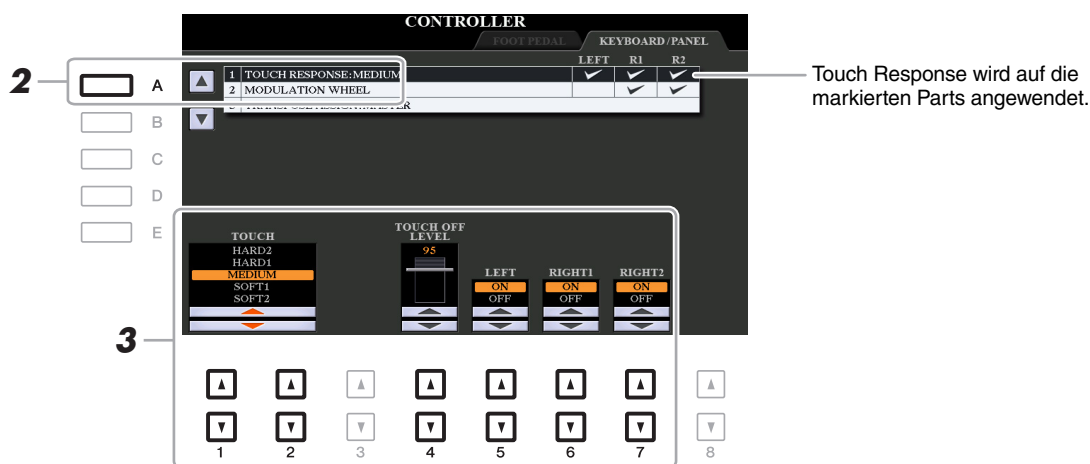 CONTROLLER
FOOT PEDAL
KEYBOARD/PANEL
LEFT R1 R2
2
A
1 TOUCH RESPONSE:MEDIUM
2 MODULATION WHEEL
Touch Response wird auf die
markierten Parts angewendet.
B
C
D
E
TOUCH
HARD2
HARD1
MEDIUM
SOFT1
SOFT2
TOUCH OFF
LEVEL
95
LEFT
ON
OFF
RIGHT1
ON
OFF
RIGHT2
ON
OFF
3
1 2 3 4 5 6 7 8